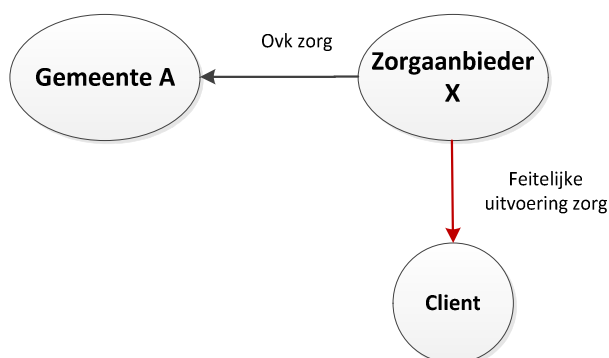 Ovk zorg
Gemeente A
Zorgaanbieder
X
Feitelijke
uitvoering zorg
Client